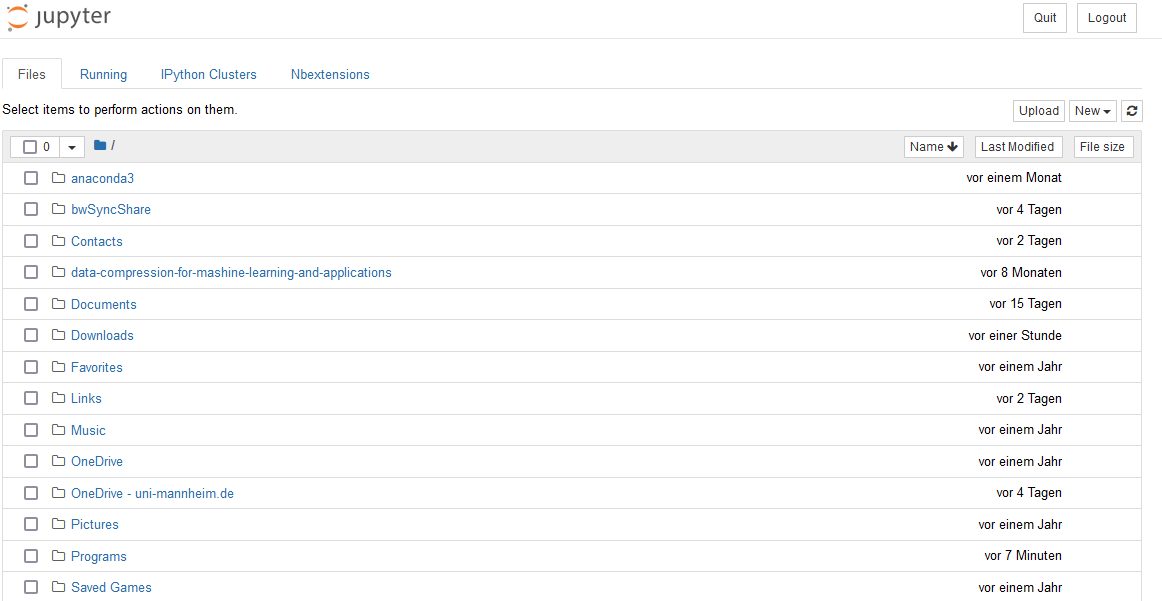 jupyter
Quit Logout
Files Running IPython Clusters Nbextensions
Select items to perform actions on them.
Upload New
0 / Name Last Modified File size
anaconda3 vor einem Monat
bwSyncShare vor 4 Tagen
Contacts vor 2 Tagen
data-compression-for-mashine-learning-and-applications vor 8 Monaten
Documents vor 15 Tagen
Downloads vor einer Stunde
Favorites vor einem Jahr
Links vor 2 Tagen
Music vor einem Jahr
OneDrive vor einem Jahr
OneDrive - uni-mannheim.de vor 4 Tagen
Pictures vor einem Jahr
Programs vor 7 Minuten
Saved Games vor einem Jahr